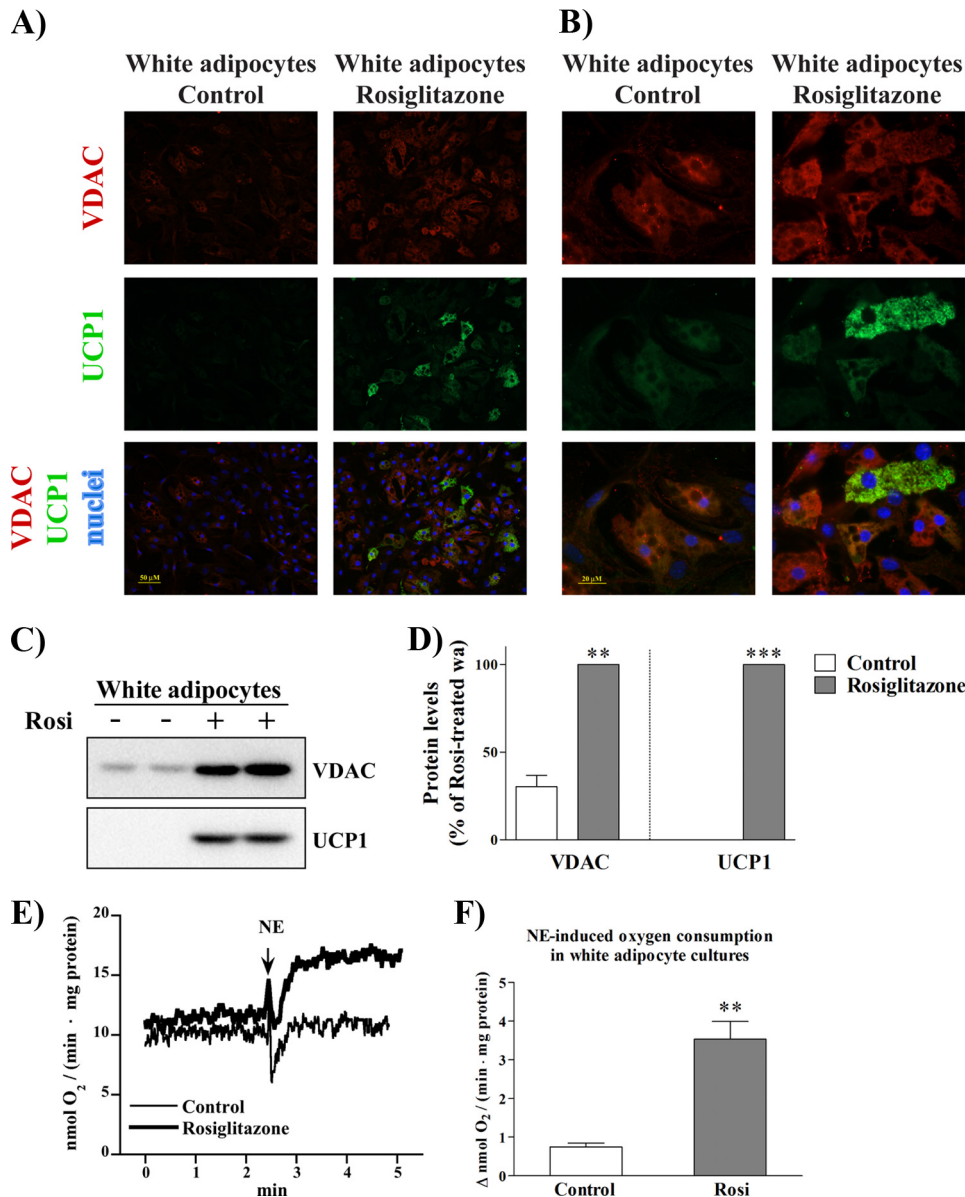 A)
B)
White adipocytes
Control
White adipocytes
Rosiglitazone
White adipocytes
Control
White adipocytes
Rosiglitazone
VDAC
UCP1
VDAC
UCP1
nuclei
50 µM
20 µM
C)
White adipocytes
Rosi - - + +
VDAC
UCP1
D)
Protein levels
(% of Rosi-treated wa)
100
50
0
** ***
VDAC UCP1
Control
Rosiglitazone
E)
nmol O2 / (min · mg protein)
20
15
10
5
0
NE
Control
Rosiglitazone
0 1 2 3 4 5
min
F)
NE-induced oxygen consumption
in white adipocyte cultures
Δ nmol O2 / (min · mg protein)
5
4
3
2
1
0
**
Control Rosi